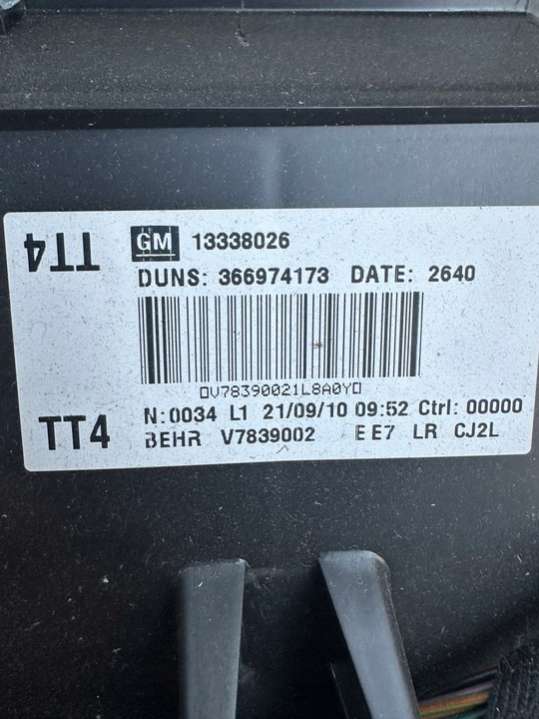 TT4
GM 13338026
DUNS: 366974173 DATE: 2640
V78390021L8A0Y
TT4
N:0034 L1 21/09/10 09:52 Ctrl: 00000
BEHR V7839002 E E7 LR CJ2L